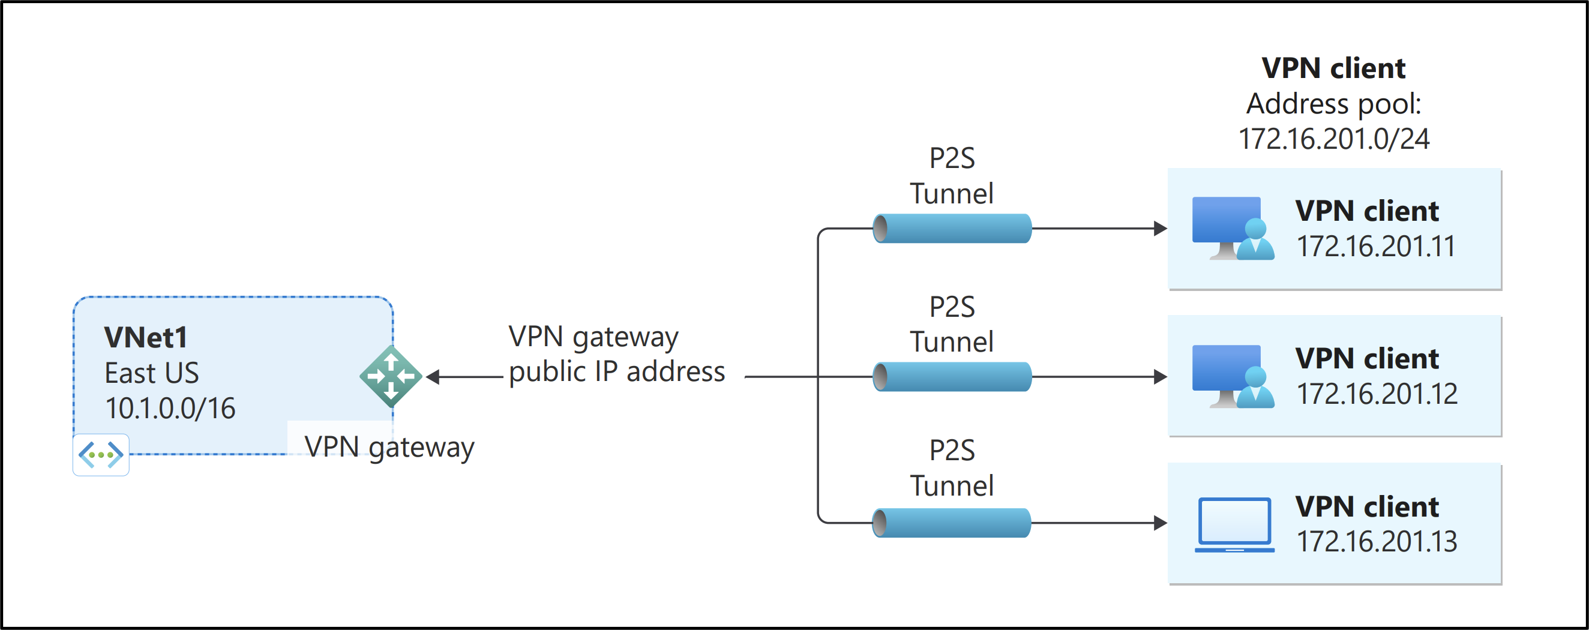 VNet1
East US
10.1.0.0/16
VPN gateway
VPN gateway
public IP address
P2S
Tunnel
P2S
Tunnel
P2S
Tunnel
VPN client
Address pool:
172.16.201.0/24
VPN client
172.16.201.11
VPN client
172.16.201.12
VPN client
172.16.201.13